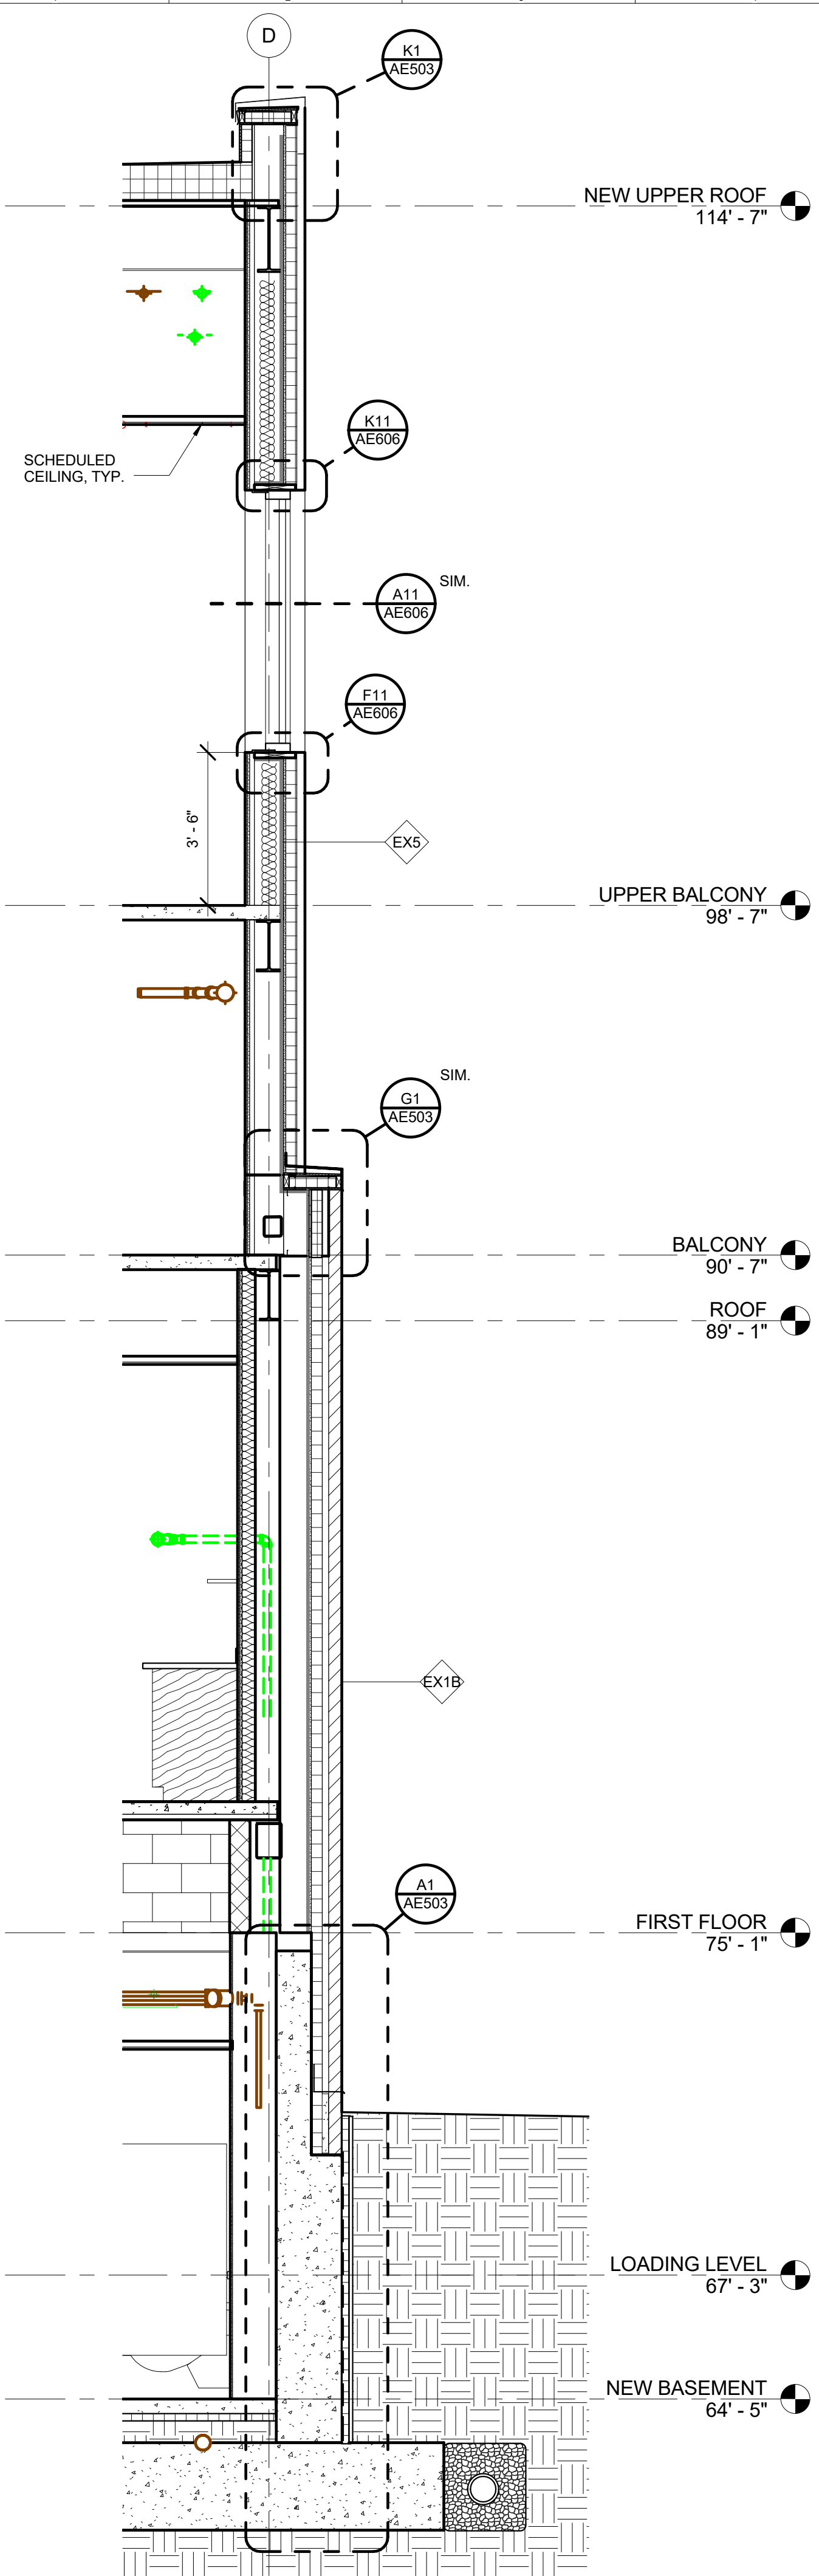 D
K1
AE503
NEW UPPER ROOF
114' - 7"
K11
AE606
SCHEDULED
CEILING, TYP.
SIM.
A11
AE606
F11
AE606
3' - 6"
EX5
UPPER BALCONY
98' - 7"
SIM.
G1
AE503
BALCONY
90' - 7"
ROOF
89' - 1"
EX1B
A1
AE503
FIRST FLOOR
75' - 1"
LOADING LEVEL
67' - 3"
NEW BASEMENT
64' - 5"